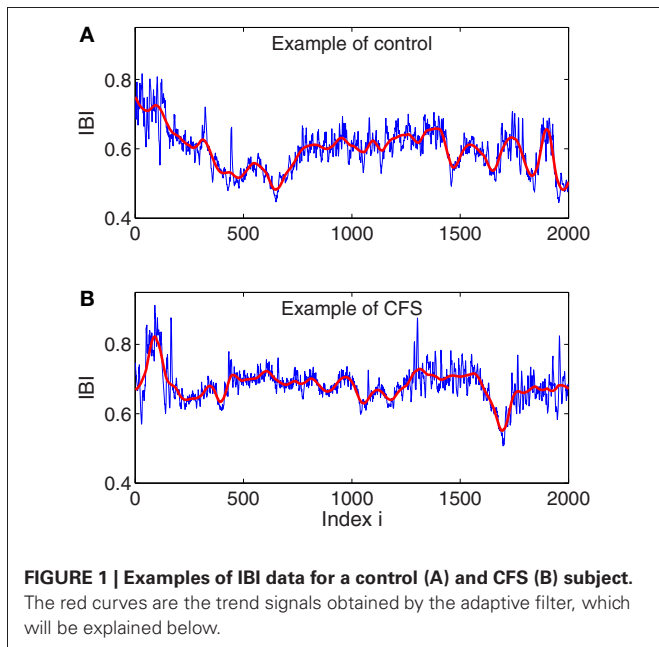 A
Example of control
IBI
0.8
0.6
0.4
0
500
1000
1500
2000
B
Example of CFS
IBI
0.8
0.6
0.4
0
500
1000
1500
2000
Index i
FIGURE 1 | Examples of IBI data for a control (A) and CFS (B) subject.
The red curves are the trend signals obtained by the adaptive filter, which
will be explained below.